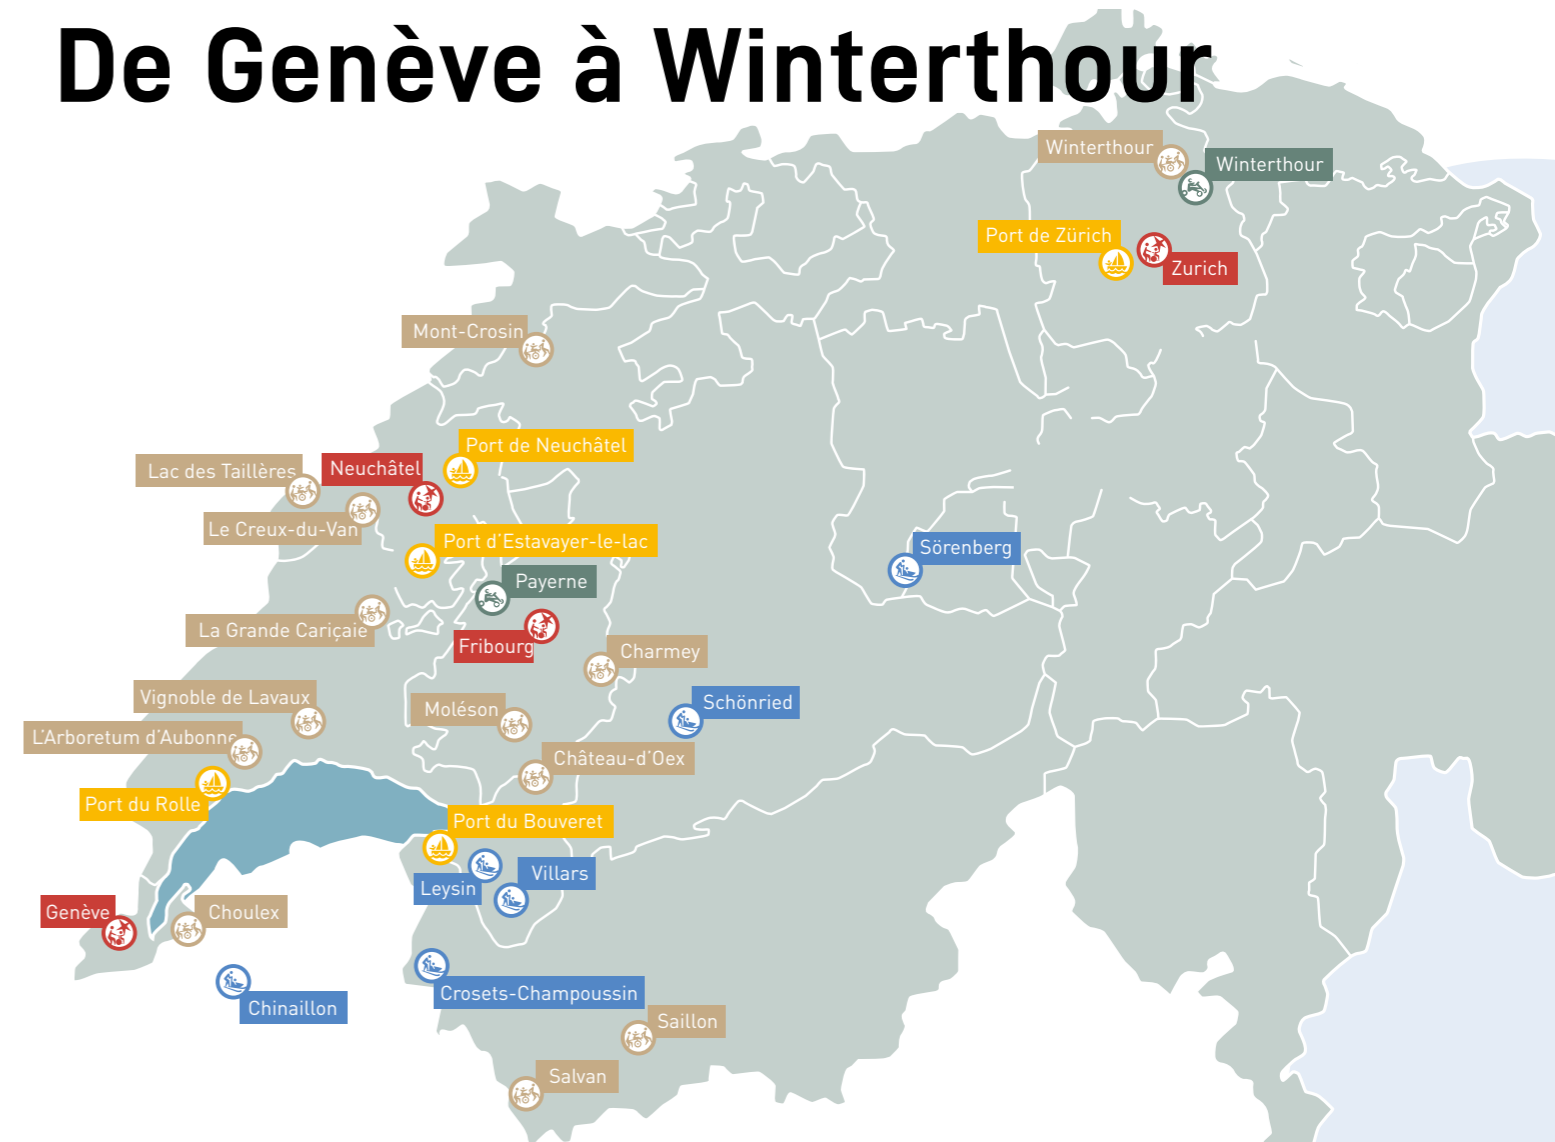 De Genève à Winterthour
Winterthour
Winterthour
Port de Zürich
Zurich
Mont-Crosin
Port de Neuchâtel
Neuchâtel
Lac des Taillères
Le Creux-du-Van
Port d'Estavayer-le-lac
Sörenberg
Payerne
La Grande Cariçaie
Fribourg
Charmey
Vignoble de Lavaux
Moléson
Schönried
L'Arboretum d'Aubonne
Château-d'Oex
Port du Rolle
Port du Bouveret
Villars
Leysin
Genève
Choulex
Crosets-Champoussin
Chinaillon
Saillon
Salvan